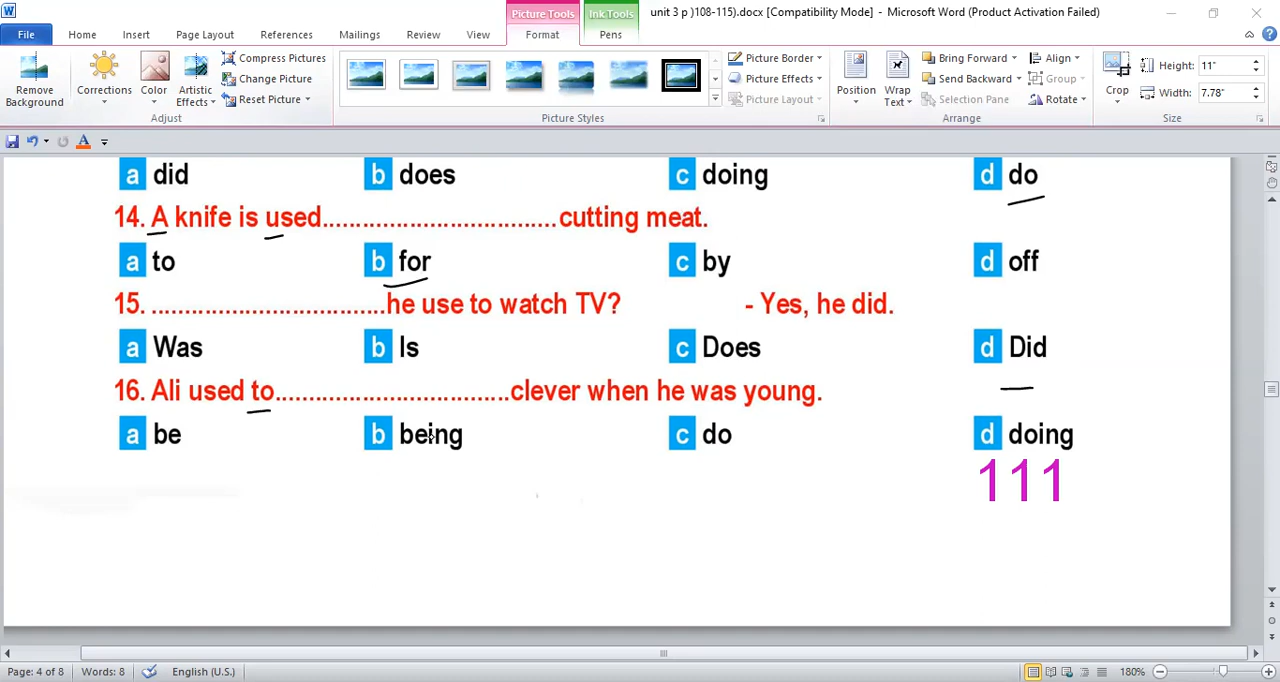 Picture Tools Ink Tools unit 3 p )108-115).docx [Compatibility Mode] - Microsoft Word (Product Activation Failed)
File Home Insert Page Layout References Mailings Review View Format Pens
Remove Background Corrections Color Artistic Effects Compress Pictures Change Picture Reset Picture Picture Border Picture Effects Picture Layout Position Wrap Text Bring Forward Send Backward Selection Pane Align Group Rotate Crop Height: 11" Width: 7.78"
Adjust Picture Styles Arrange Size
a did b does c doing d do
14. A knife is used..................................cutting meat.
a to b for c by d off
15. ..................................he use to watch TV? - Yes, he did.
a Was b Is c Does d Did
16. Ali used to..................................clever when he was young.
a be b being c do d doing
111
Page: 4 of 8 Words: 8 English (U.S.) 180%